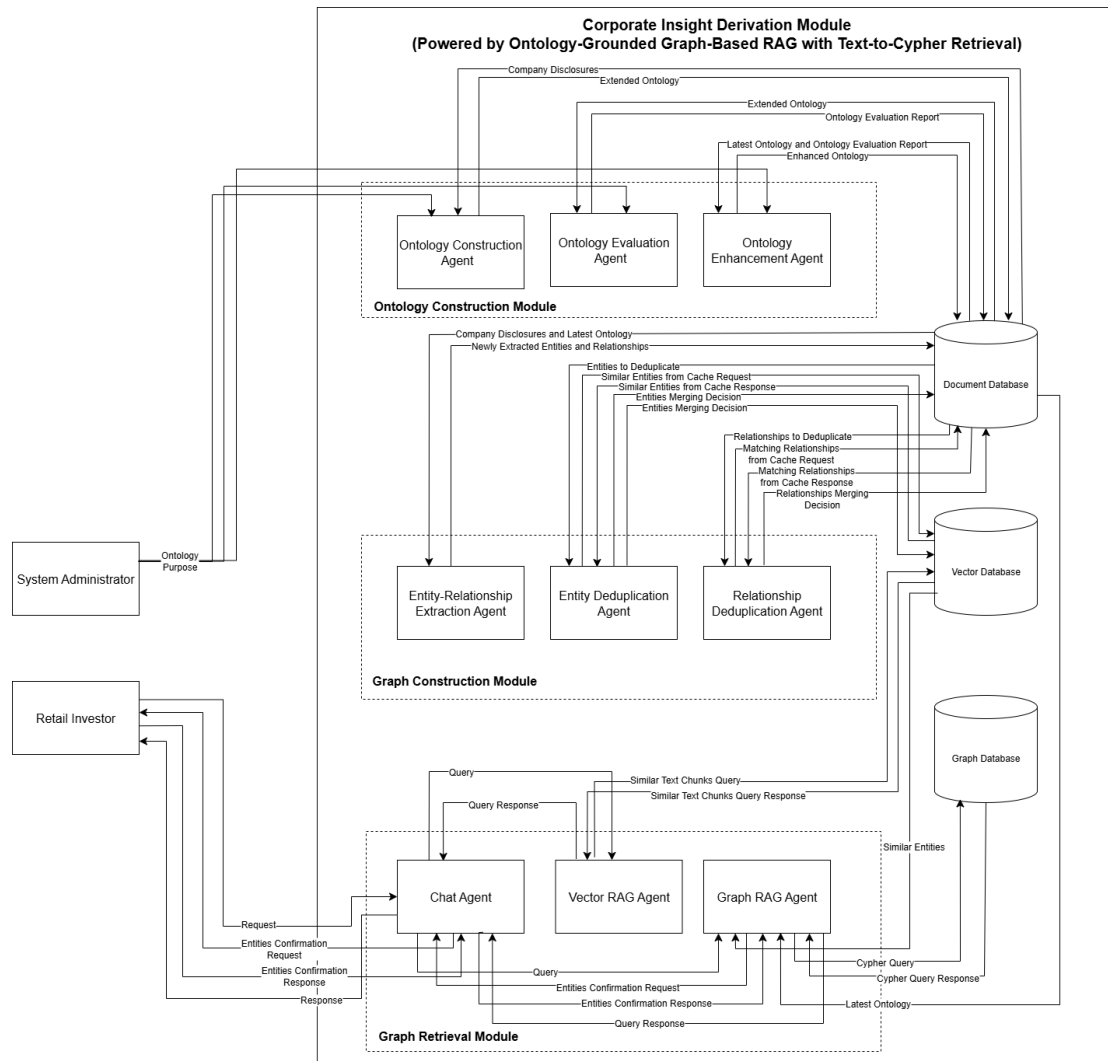 Corporate Insight Derivation Module
(Powered by Ontology-Grounded Graph-Based RAG with Text-to-Cypher Retrieval)
Company Disclosures
Extended Ontology
Extended Ontology
Ontology Evaluation Report
Latest Ontology and Ontology Evaluation Report
Enhanced Ontology
Ontology Construction
Agent
Ontology Evaluation
Agent
Ontology
Enhancement Agent
Ontology Construction Module
Company Disclosures and Latest Ontology
Newly Extracted Entities and Relationships
Entities to Deduplicate
Similar Entities from Cache Request
Similar Entities from Cache Response
Entities Merging Decision
Entities Merging Decision
Document Database
Relationships to Deduplicate
Matching Relationships
from Cache Request
Matching Relationships
from Cache Response
Relationships Merging
Decision
System Administrator
Ontology
Purpose
Entity-Relationship
Extraction Agent
Entity Deduplication
Agent
Relationship
Deduplication Agent
Vector Database
Graph Construction Module
Retail Investor
Graph Database
Query
Similar Text Chunks Query
Similar Text Chunks Query Response
Query Response
Similar Entities
Chat Agent
Vector RAG Agent
Graph RAG Agent
Request
Entities Confirmation
Request
Entities Confirmation
Response
Response
Query
Cypher Query
Entities Confirmation Request
Cypher Query Response
Entities Confirmation Response
Latest Ontology
Query Response
Graph Retrieval Module